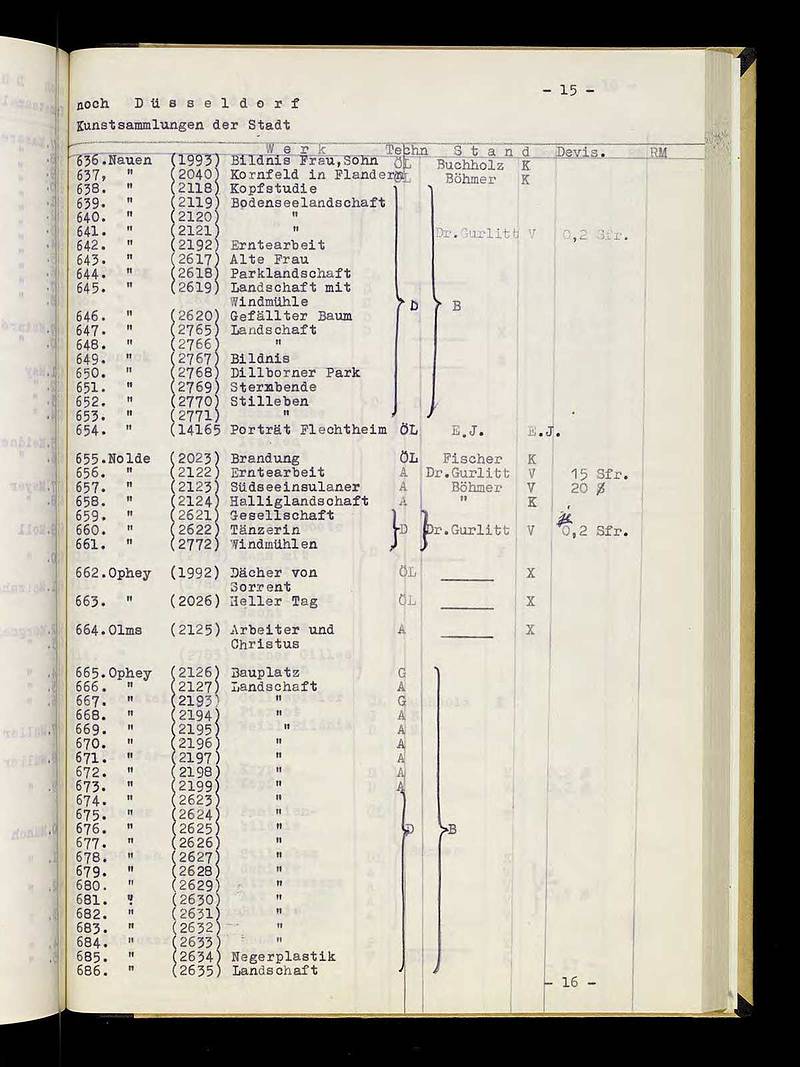 - 15 -
noch D ü s s e l d o r f
Kunstsammlungen der Stadt
W e r k Techn S t a n d Devis. RM
636.Nauen (1993) Bildnis Frau,Sohn ÖL Buchholz K
637, " (2040) Kornfeld in Flandern ÖL Böhmer K
638. " (2118) Kopfstudie
639. " (2119) Bodenseelandschaft
640. " (2120) "
641. " (2121) " Dr.Gurlitt V 0,2 Sfr.
642. " (2192) Erntearbeit
643. " (2617) Alte Frau
644. " (2618) Parklandschaft
645. " (2619) Landschaft mit
Windmühle D B
646. " (2620) Gefällter Baum
647. " (2765) Landschaft
648. " (2766) "
649. " (2767) Bildnis
650. " (2768) Dillborner Park
651. " (2769) Sterbende
652. " (2770) Stilleben
653. " (2771) "
654. " (14165 Porträt Flechtheim ÖL E.J. E.J.
655.Nolde (2023) Brandung ÖL Fischer K
656. " (2122) Erntearbeit A Dr.Gurlitt V 15 Sfr.
657. " (2123) Südseeinsulaner A Böhmer V 20 $
658. " (2124) Halliglandschaft A " K
659. " (2621) Gesellschaft
660. " (2622) Tänzerin D Dr.Gurlitt V 0,2 Sfr.
661. " (2772) Windmühlen
662.Ophey (1992) Dächer von ÖL ______ X
Sorrent
663. " (2026) Heller Tag ÖL ______ X
664.Olms (2125) Arbeiter und A ______ X
Christus
665.Ophey (2126) Bauplatz G
666. " (2127) Landschaft A
667. " (2193) " G
668. " (2194) " A
669. " (2195) " A
670. " (2196) " A
671. " (2197) " A
672. " (2198) " A
673. " (2199) " A
674. " (2623) "
675. " (2624) "
676. " (2625) " D B
677. " (2626) "
678. " (2627) "
679. " (2628) "
680. " (2629) "
681. " (2630) "
682. " (2631) "
683. " (2632) "
684. " (2633) "
685. " (2634) Negerplastik
686. " (2635) Landschaft
- 16 -